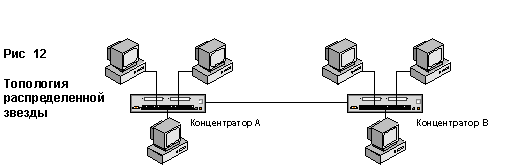 Рис 12
Топология
распределенной
звезды
Концентратор А
Концентратор В